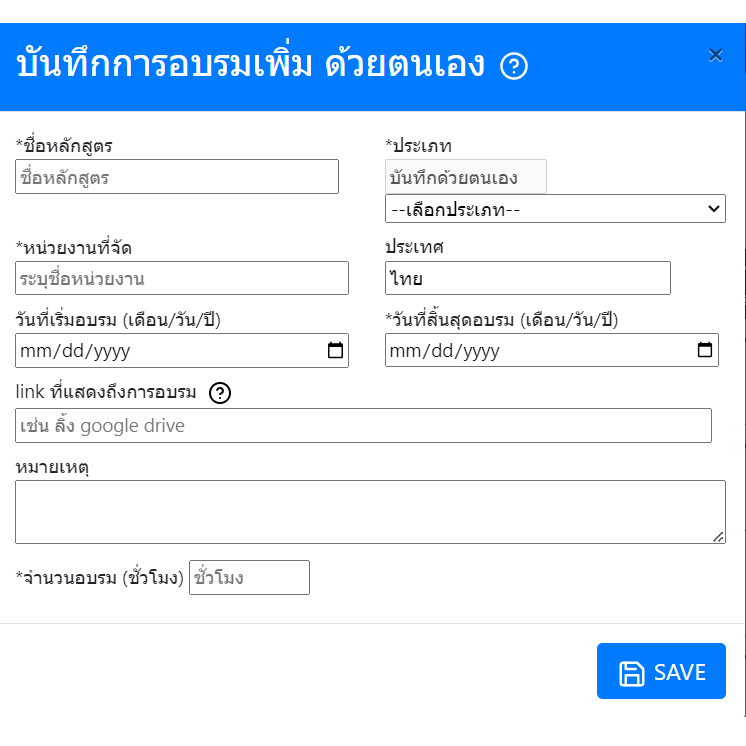 บันทึกการอบรมเพิ่ม ด้วยตนเอง ?
×
*ชื่อหลักสูตร
ชื่อหลักสูตร
*ประเภท
บันทึกด้วยตนเอง
--เลือกประเภท--
*หน่วยงานที่จัด
ระบุชื่อหน่วยงาน
ประเทศ
ไทย
วันที่เริ่มอบรม (เดือน/วัน/ปี)
mm/dd/yyyy
*วันที่สิ้นสุดอบรม (เดือน/วัน/ปี)
mm/dd/yyyy
link ที่แสดงถึงการอบรม ?
เช่น ลิ้ง google drive
หมายเหตุ
*จำนวนอบรม (ชั่วโมง) ชั่วโมง
SAVE